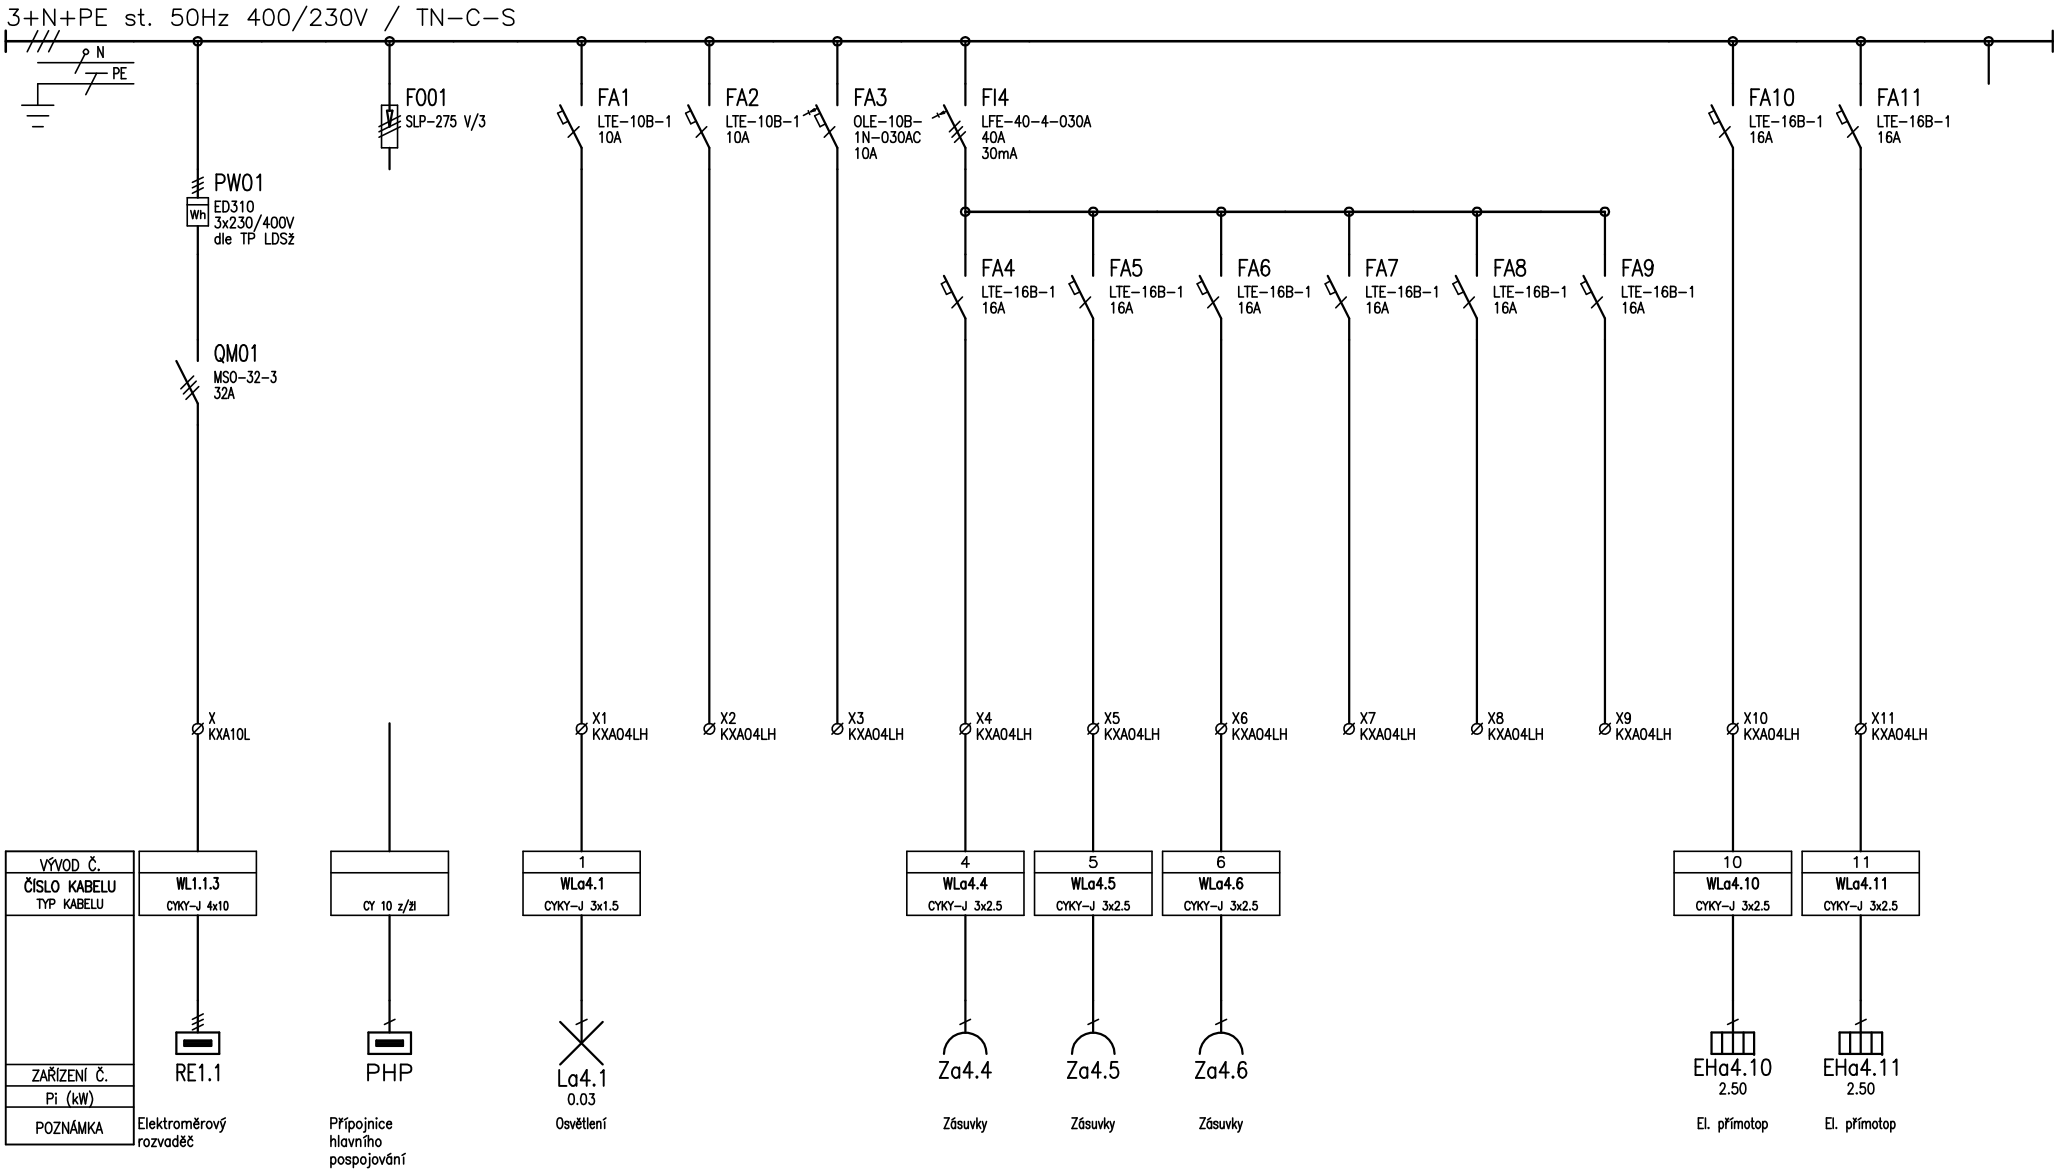 3+N+PE st. 50Hz 400/230V / TN-C-S
N
PE
PW01
Wh
ED310
3x230/400V
dle TP LDSž
QM01
MSO-32-3
32A
FO01
SLP-275 V/3
FA1
LTE-10B-1
10A
FA2
LTE-10B-1
10A
FA3
OLE-10B-
1N-030AC
10A
FI4
LFE-40-4-030A
40A
30mA
FA10
LTE-16B-1
16A
FA11
LTE-16B-1
16A
FA4
LTE-16B-1
16A
FA5
LTE-16B-1
16A
FA6
LTE-16B-1
16A
FA7
LTE-16B-1
16A
FA8
LTE-16B-1
16A
FA9
LTE-16B-1
16A
X
KXA10L
X1
KXA04LH
X2
KXA04LH
X3
KXA04LH
X4
KXA04LH
X5
KXA04LH
X6
KXA04LH
X7
KXA04LH
X8
KXA04LH
X9
KXA04LH
X10
KXA04LH
X11
KXA04LH
VÝVOD Č.
ČÍSLO KABELU
TYP KABELU
ZAŘÍZENÍ Č.
Pi (kW)
POZNÁMKA
WL1.1.3
CYKY-J 4x10
RE1.1
Elektroměrový
rozvaděč
CY 10 z/žl
PHP
Přípojnice
hlavního
pospojování
1
WLa4.1
CYKY-J 3x1.5
La4.1
0.03
Osvětlení
4
WLa4.4
CYKY-J 3x2.5
Za4.4
Zásuvky
5
WLa4.5
CYKY-J 3x2.5
Za4.5
Zásuvky
6
WLa4.6
CYKY-J 3x2.5
Za4.6
Zásuvky
10
WLa4.10
CYKY-J 3x2.5
EHa4.10
2.50
El. přímotop
11
WLa4.11
CYKY-J 3x2.5
EHa4.11
2.50
El. přímotop